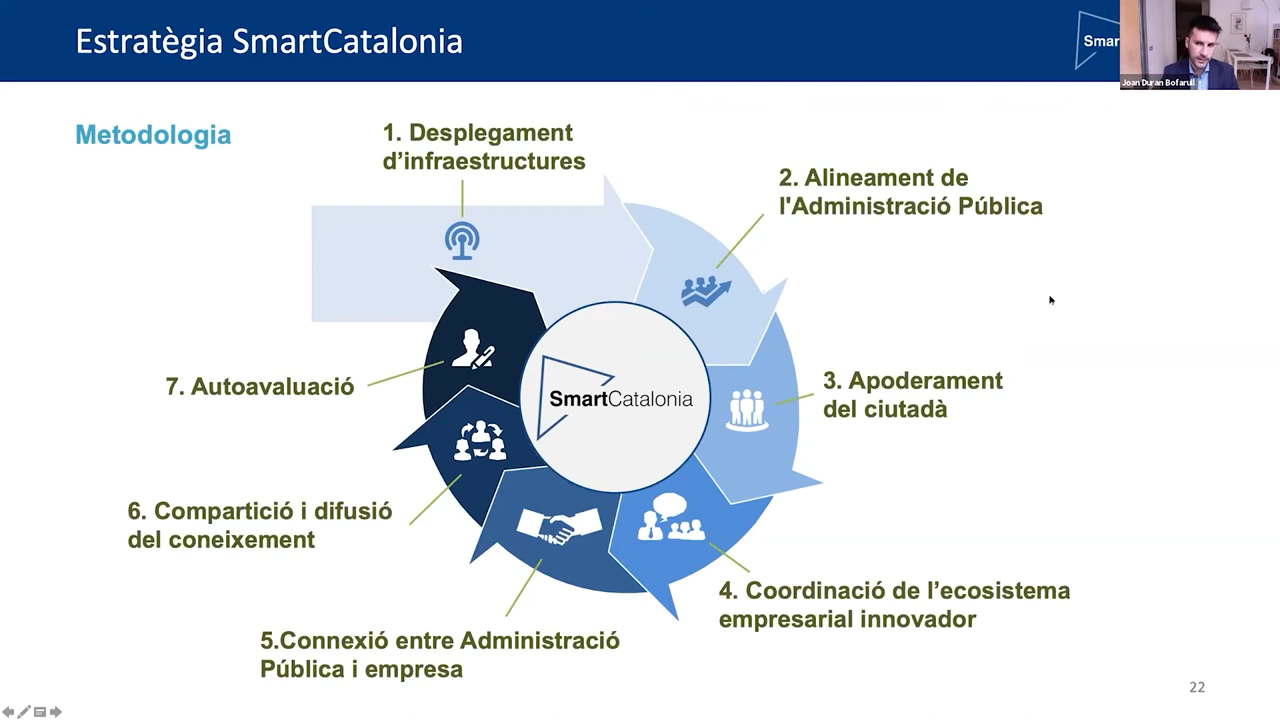 Estratègia SmartCatalonia
Smar
Joan Duran Bofarull
Metodologia
1. Desplegament
d’infraestructures
2. Alineament de
l'Administració Pública
3. Apoderament
del ciutadà
4. Coordinació de l’ecosistema
empresarial innovador
5.Connexió entre Administració
Pública i empresa
6. Compartició i difusió
del coneixement
7. Autoavaluació
SmartCatalonia
22